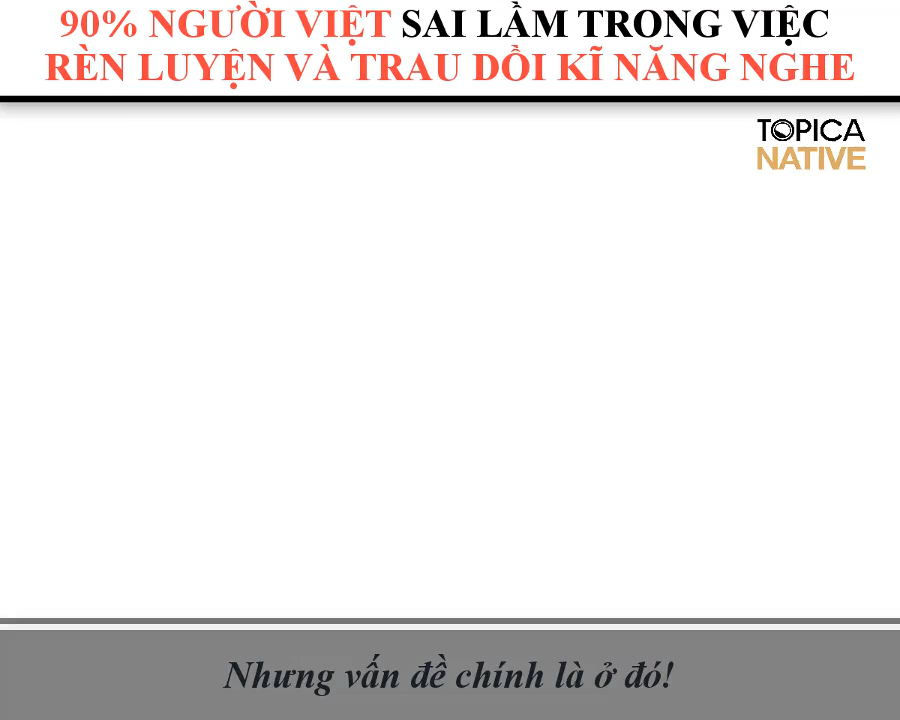 90% NGƯỜI VIỆT SAI LẦM TRONG VIỆC
RÈN LUYỆN VÀ TRAU DỒI KĨ NĂNG NGHE
TOPICA
NATIVE
Nhưng vấn đề chính là ở đó!